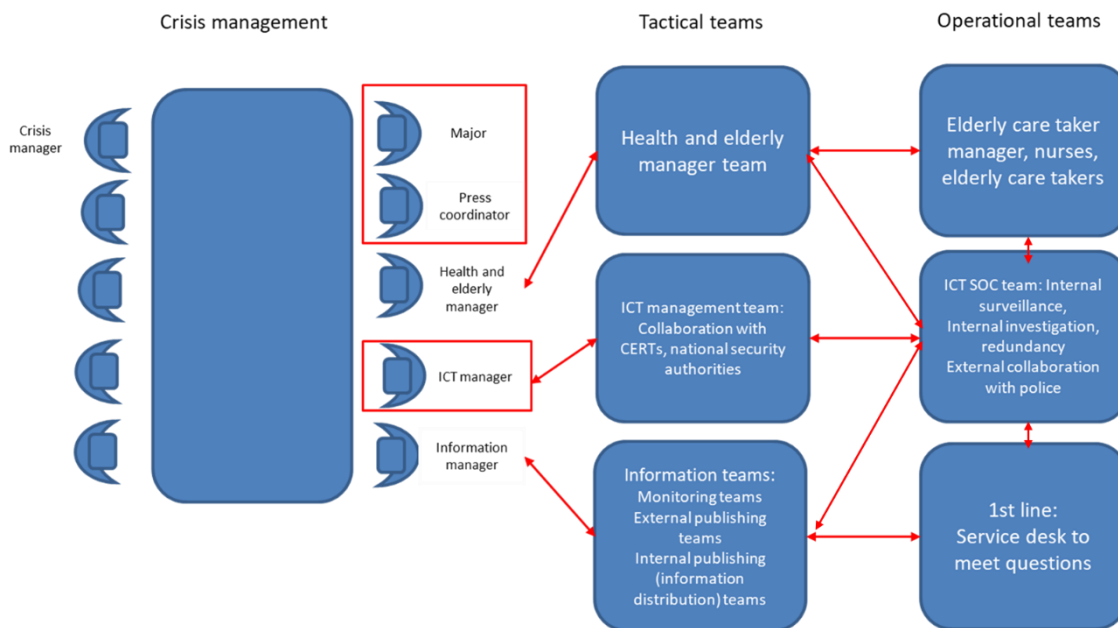 Crisis management
Tactical teams
Operational teams
Crisis
manager
Major
Press
coordinator
Health and
elderly
manager
ICT manager
Information
manager
Health and elderly
manager team
ICT management team:
Collaboration with
CERTs, national security
authorities
Information teams:
Monitoring teams
External publishing
teams
Internal publishing
(information
distribution) teams
Elderly care taker
manager, nurses,
elderly care takers
ICT SOC team: Internal
surveillance,
Internal investigation,
redundancy
External collaboration
with police
1st line:
Service desk to
meet questions